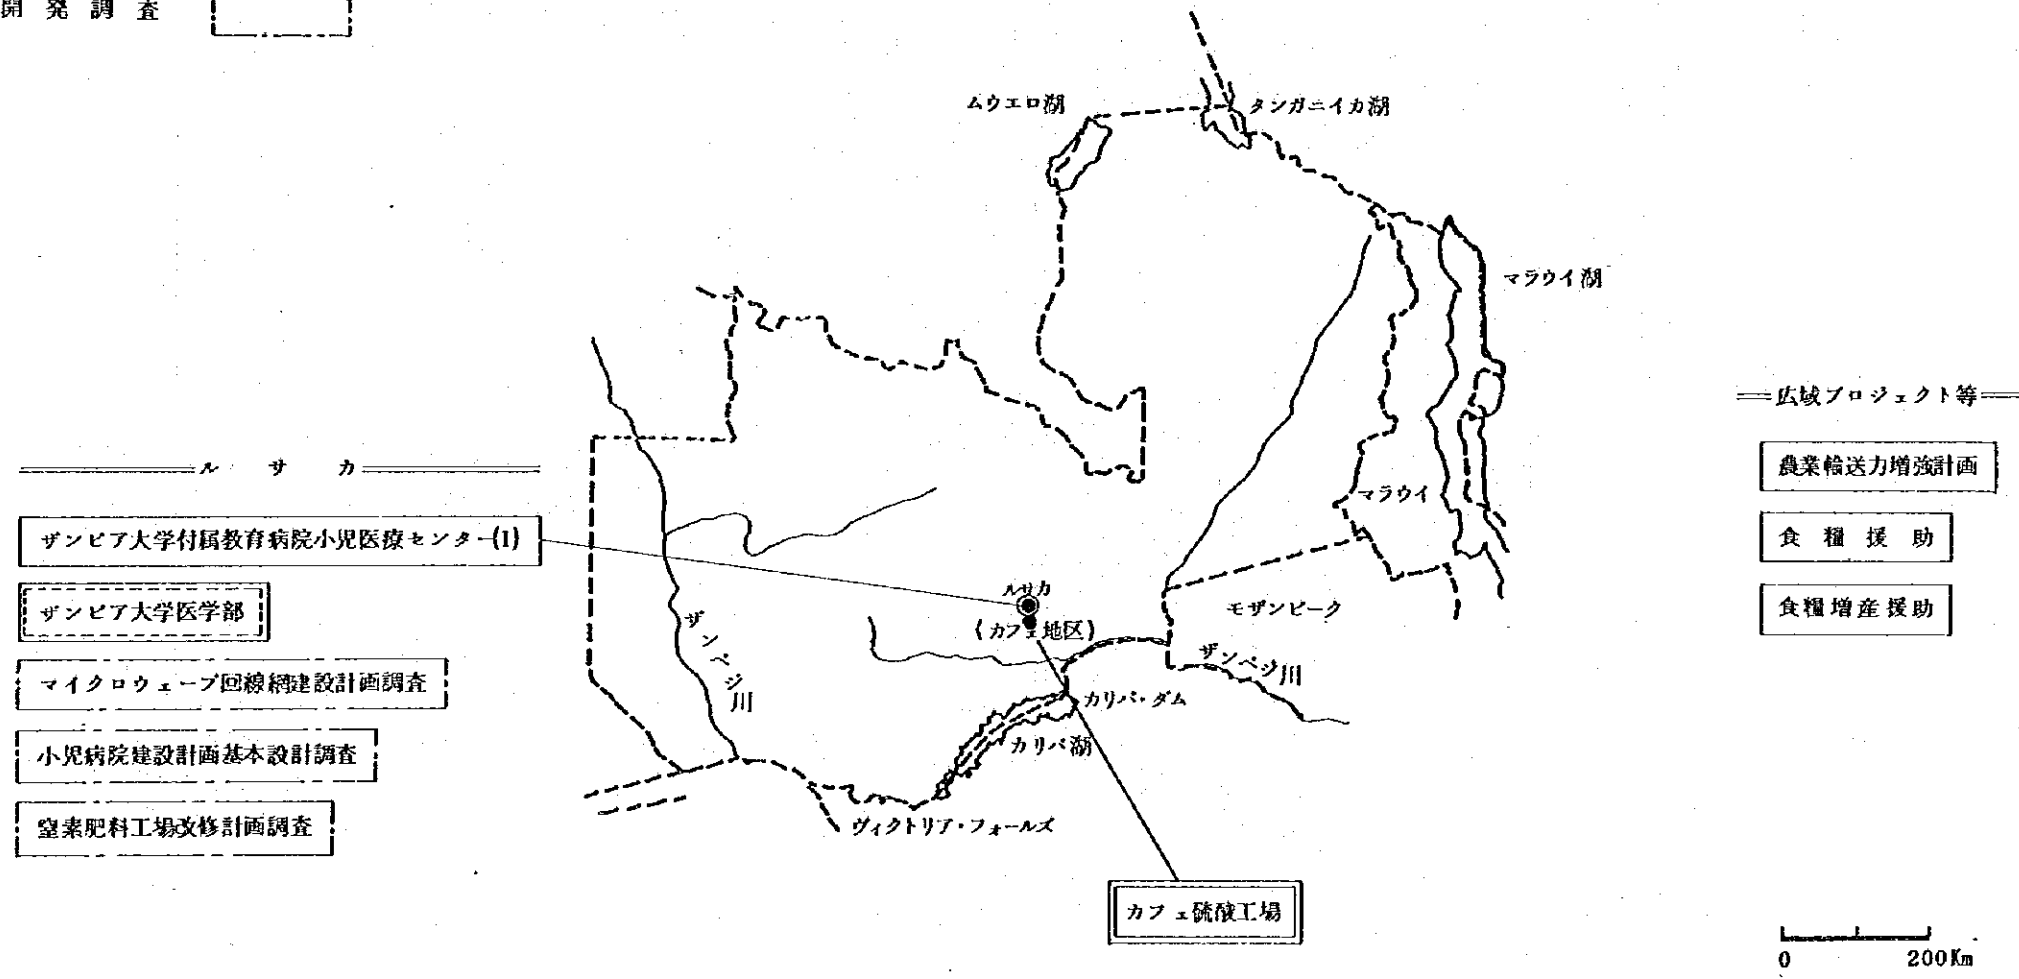 開発調査
ムウエロ湖
タンガニイカ湖
マラウイ湖
広域プロジェクト等
農業輸送力増強計画
食糧援助
食糧増産援助
ルサカ
ザンビア大学付属教育病院小児医療センター(1)
ザンビア大学医学部
マイクロウェーブ回線網建設計画調査
小児病院建設計画基本設計調査
窒素肥料工場改修計画調査
マラウイ
ルサカ
(カフェ地区)
モザンビーク
ザンベジ川
ザンベジ川
カリバ・ダム
カリバ湖
ヴィクトリア・フォールズ
カフェ硫酸工場
0 200Km